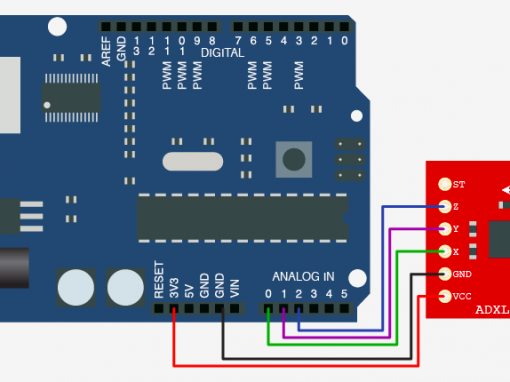 AREF
GND
13
12
11
10
9
8
7
6
5
4
3
2
1
0
DIGITAL
PWM
PWM
PWM
PWM
PWM
PWM
ST
Z
Y
X
GND
VCC
ADXL
RESET
3V3
5V
GND
GND
VIN
ANALOG IN
0
1
2
3
4
5